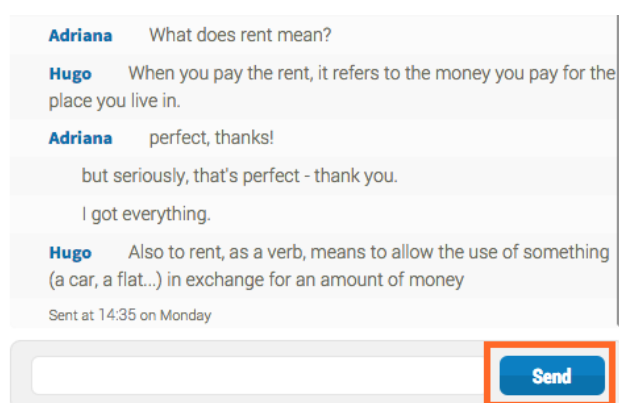 Adriana What does rent mean?
Hugo When you pay the rent, it refers to the money you pay for the
place you live in.
Adriana perfect, thanks!
but seriously, that's perfect - thank you.
I got everything.
Hugo Also to rent, as a verb, means to allow the use of something
(a car, a flat...) in exchange for an amount of money
Sent at 14:35 on Monday
Send